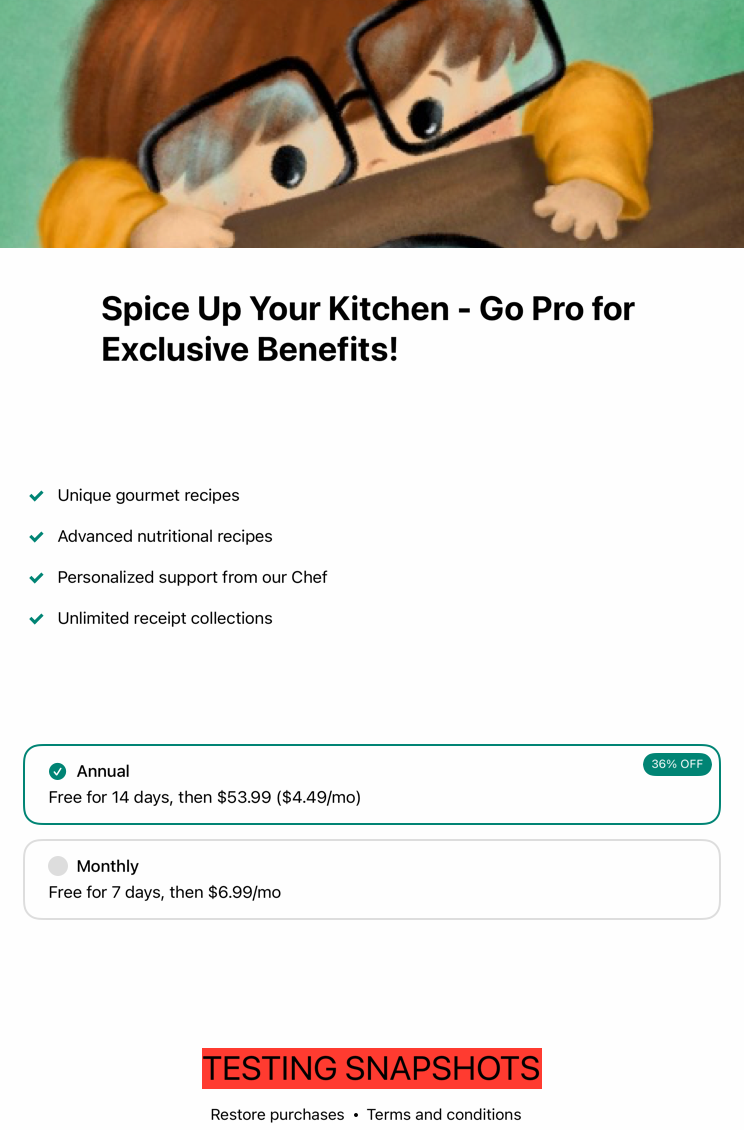 Spice Up Your Kitchen - Go Pro for
Exclusive Benefits!
Unique gourmet recipes
Advanced nutritional recipes
Personalized support from our Chef
Unlimited receipt collections
Annual
36% OFF
Free for 14 days, then $53.99 ($4.49/mo)
Monthly
Free for 7 days, then $6.99/mo
TESTING SNAPSHOTS
Restore purchases • Terms and conditions